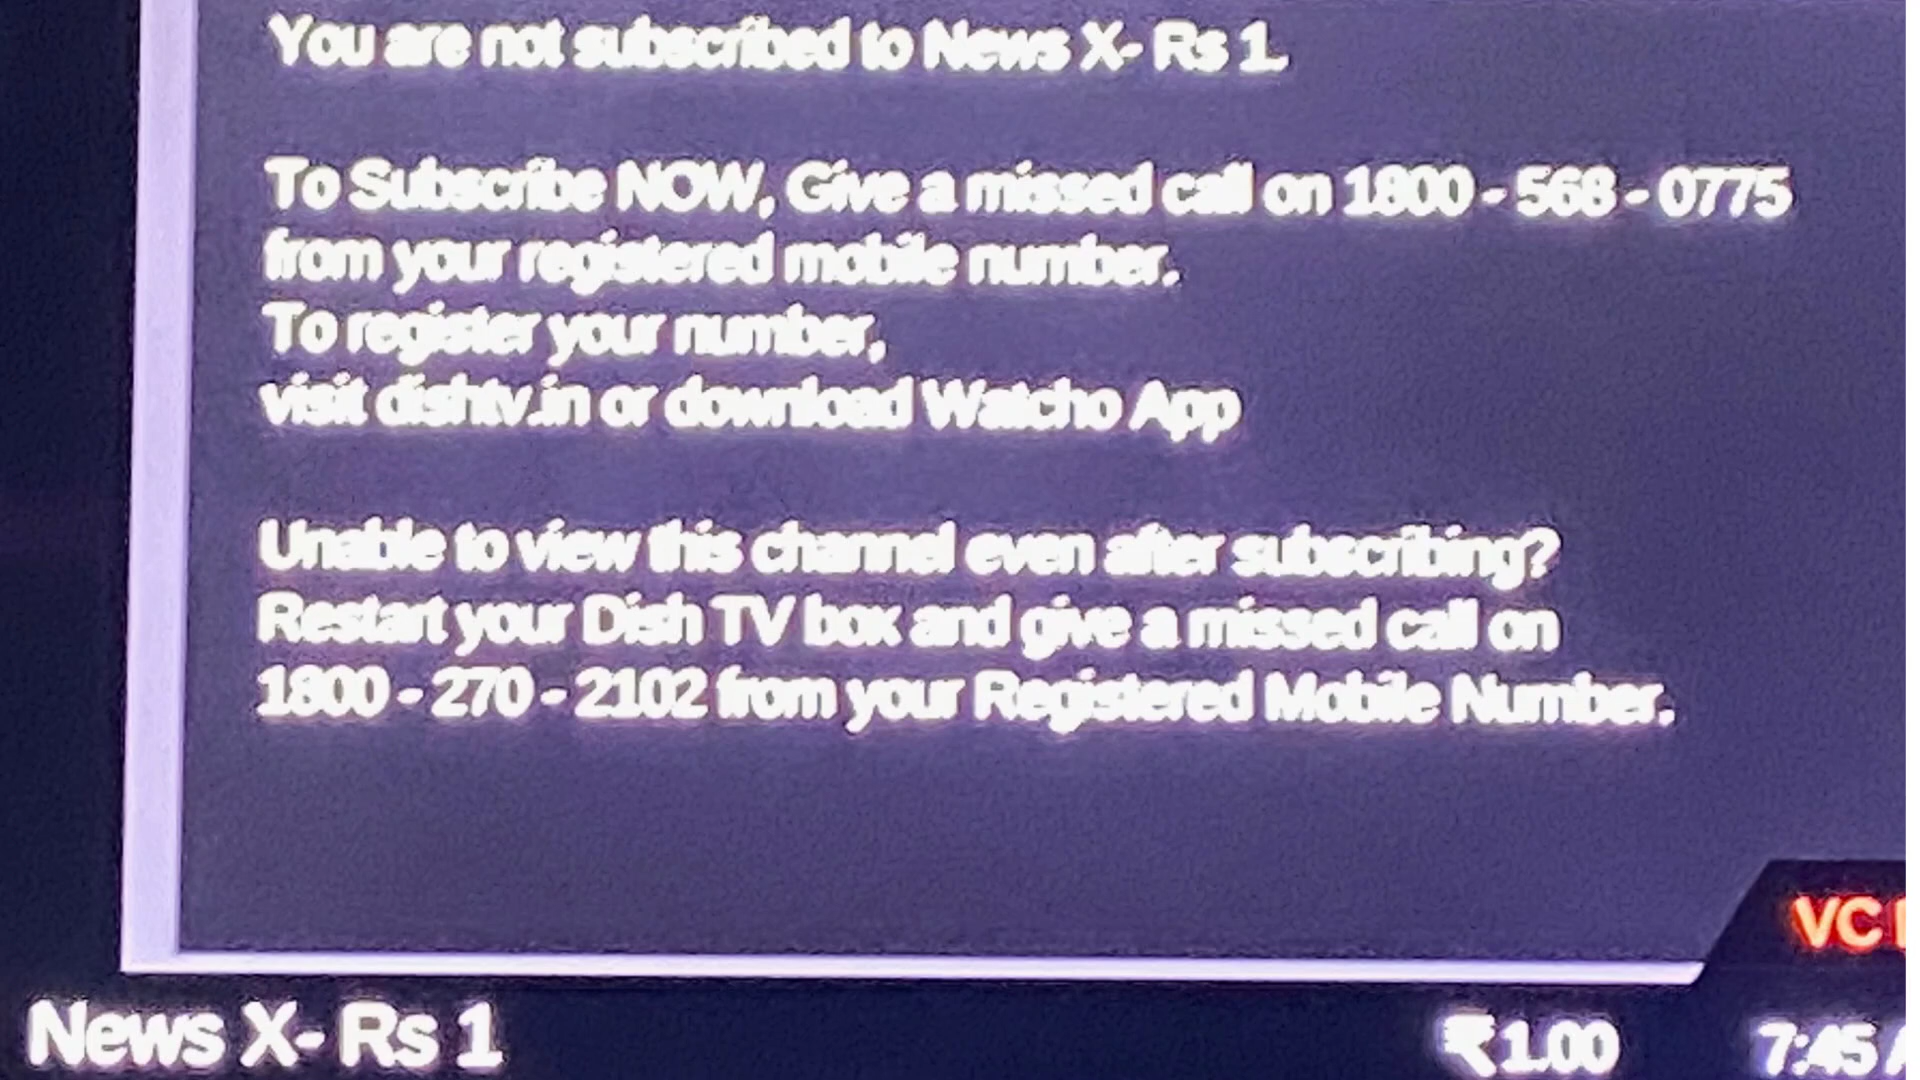 You are not subscribed to News X- Rs 1.
To Subscribe NOW, Give a missed call on 1800 - 568 - 0775
from your registered mobile number.
To register your number,
visit dishtv.in or download Watcho App
Unable to view this channel even after subscribing?
Restart your Dish TV box and give a missed call on
1800 - 270 - 2102 from your Registered Mobile Number.
VC
News X- Rs 1
₹1.00
7:45 A